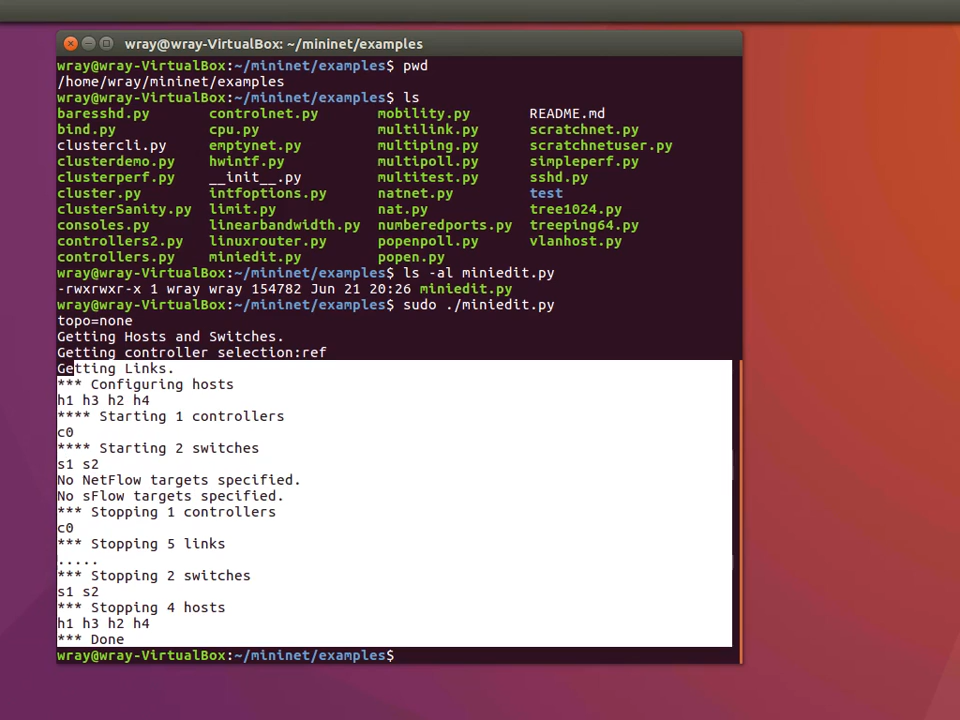 wray@wray-VirtualBox: ~/mininet/examples
wray@wray-VirtualBox:~/mininet/examples$ pwd
/home/wray/mininet/examples
wray@wray-VirtualBox:~/mininet/examples$ ls
baresshd.py controlnet.py mobility.py README.md
bind.py cpu.py multilink.py scratchnet.py
clustercli.py emptynet.py multiping.py scratchnetuser.py
clusterdemo.py hwintf.py multipoll.py simpleperf.py
clusterperf.py __init__.py multitest.py sshd.py
cluster.py intfoptions.py natnet.py test
clusterSanity.py limit.py nat.py tree1024.py
consoles.py linearbandwidth.py numberedports.py treeping64.py
controllers2.py linuxrouter.py popenpoll.py vlanhost.py
controllers.py miniedit.py popen.py
wray@wray-VirtualBox:~/mininet/examples$ ls -al miniedit.py
-rwxrwxr-x 1 wray wray 154782 Jun 21 20:26 miniedit.py
wray@wray-VirtualBox:~/mininet/examples$ sudo ./miniedit.py
topo=none
Getting Hosts and Switches.
Getting controller selection:ref
Getting Links.
*** Configuring hosts
h1 h3 h2 h4
**** Starting 1 controllers
c0
**** Starting 2 switches
s1 s2
No NetFlow targets specified.
No sFlow targets specified.
*** Stopping 1 controllers
c0
*** Stopping 5 links
.....
*** Stopping 2 switches
s1 s2
*** Stopping 4 hosts
h1 h3 h2 h4
*** Done
wray@wray-VirtualBox:~/mininet/examples$